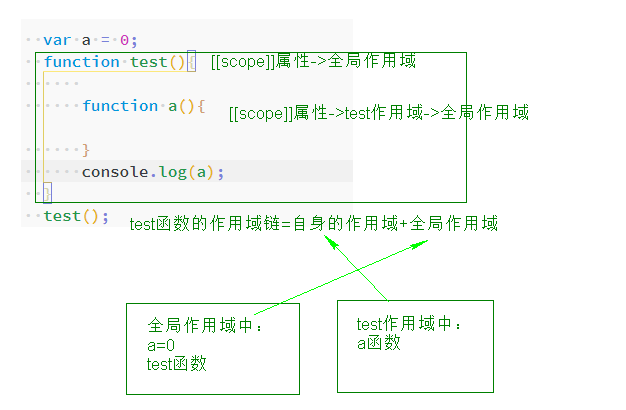 var a = 0;
function test(){ [[scope]]属性->全局作用域
function a(){ [[scope]]属性->test作用域->全局作用域
}
console.log(a);
}
test();
test函数的作用域链=自身的作用域+全局作用域
全局作用域中：
a=0
test函数
test作用域中：
a函数